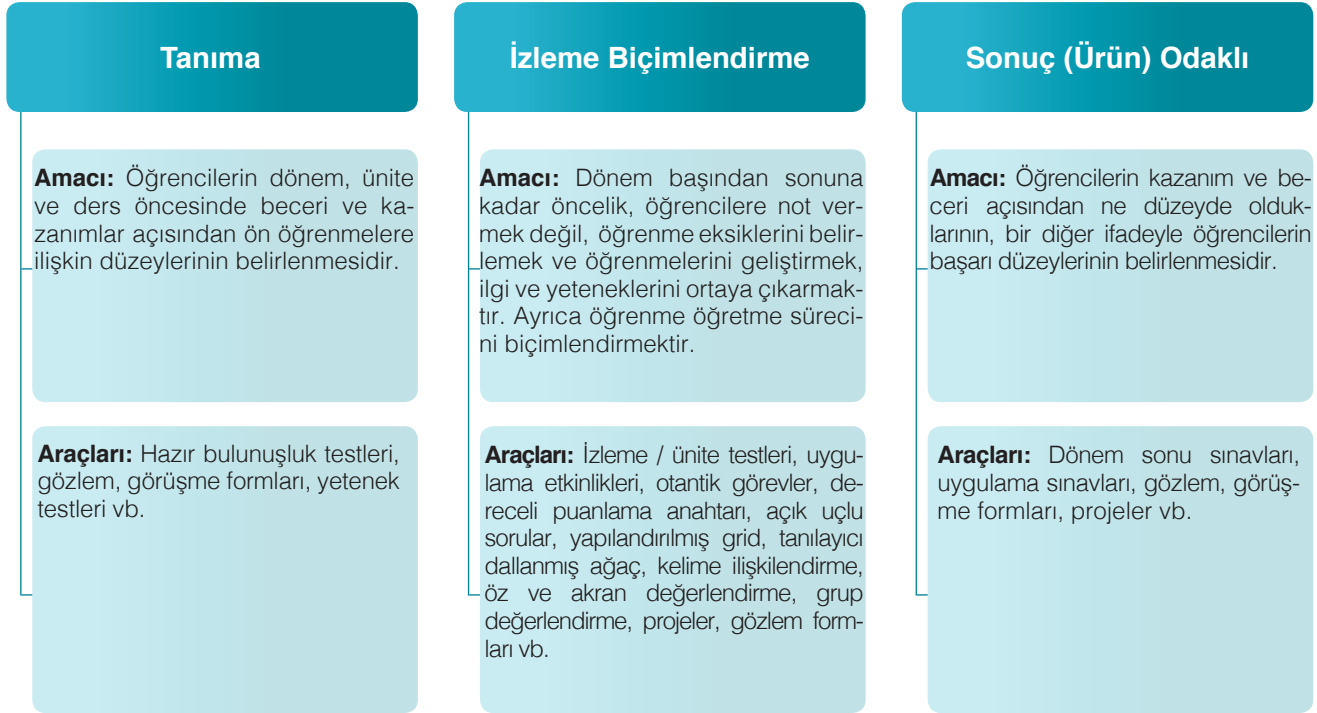 Tanıma
Amacı: Öğrencilerin dönem, ünite
ve ders öncesinde beceri ve ka-
zanımlar açısından ön öğrenmelere
ilişkin düzeylerinin belirlenmesidir.
Araçları: Hazır bulunuşluk testleri,
gözlem, görüşme formları, yetenek
testleri vb.
İzleme Biçimlendirme
Amacı: Dönem başından sonuna
kadar öncelik, öğrencilere not ver-
mek değil, öğrenme eksiklerini belir-
lemek ve öğrenmelerini geliştirmek,
ilgi ve yeteneklerini ortaya çıkarmak-
tır. Ayrıca öğrenme öğretme süreci-
ni biçimlendirmektir.
Araçları: İzleme / ünite testleri, uygu-
lama etkinlikleri, otantik görevler, de-
receli puanlama anahtarı, açık uçlu
sorular, yapılandırılmış grid, tanılayıcı
dallanmış ağaç, kelime ilişkilendirme,
öz ve akran değerlendirme, grup
değerlendirme, projeler, gözlem form-
ları vb.
Sonuç (Ürün) Odaklı
Amacı: Öğrencilerin kazanım ve be-
ceri açısından ne düzeyde olduk-
larının, bir diğer ifadeyle öğrencilerin
başarı düzeylerinin belirlenmesidir.
Araçları: Dönem sonu sınavları,
uygulama sınavları, gözlem, görüş-
me formları, projeler vb.